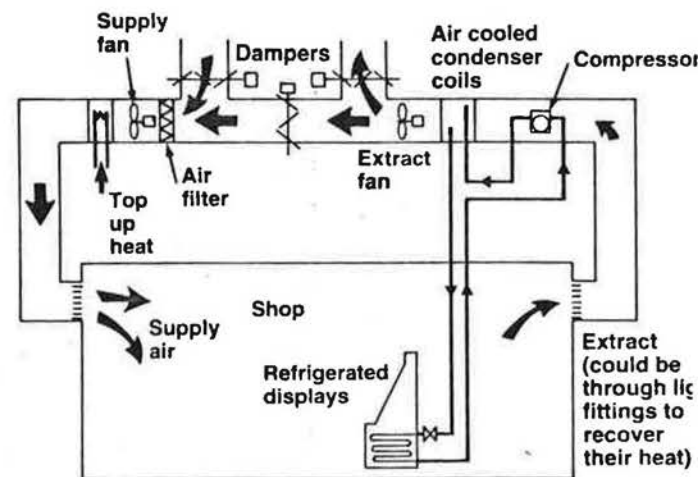 Supply
fan
Dampers
Air cooled
condenser
coils
Compressor
Extract
fan
Air
filter
Top
up
heat
Shop
Supply
air
Refrigerated
displays
Extract
(could be
through lig
fittings to
recover
their heat)